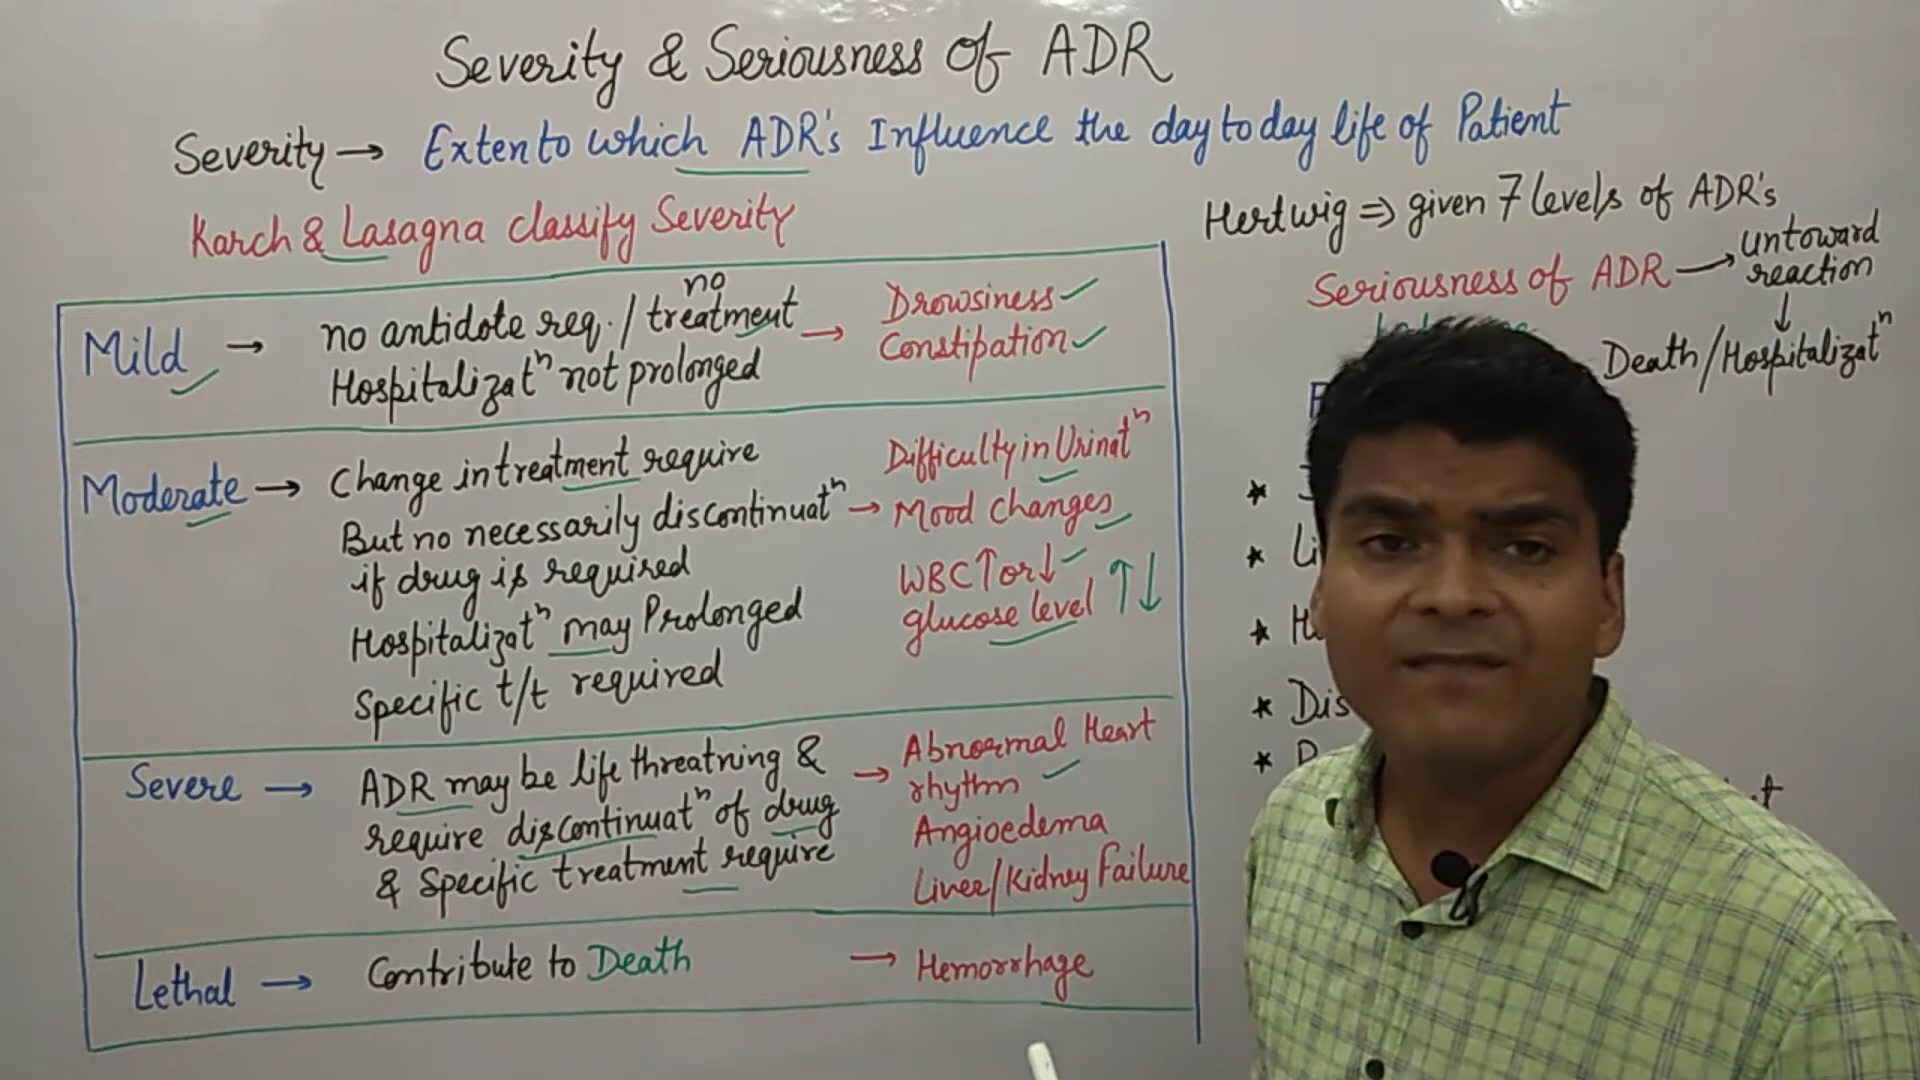 Severity & Seriousness of ADR
Severity → Exten to which ADR's Influence the day to day life of Patient
Karch & Lasagna classify Severity
Mild → no antidote req. / no treatment
Hospitalizatⁿ not prolonged
→ Drowsiness
Constipation
Moderate → Change in treatment require
But no necessarily discontinuatⁿ
if drug is required
Hospitalizatⁿ may Prolonged
Specific t/t required
Difficulty in Urinatⁿ
→ Mood changes
WBC ↑ or ↓
glucose level ↑↓
Severe → ADR may be life threatning &
require discontinuatⁿ of drug
& Specific treatment require
→ Abnormal Heart
rhythm
Angioedema
Liver/Kidney Failure
Lethal → Contribute to Death
→ Hemorrhage
Hertwig ⇒ given 7 levels of ADR's
Seriousness of ADR → untoward
reaction
↓
Death/Hospitalizatⁿ